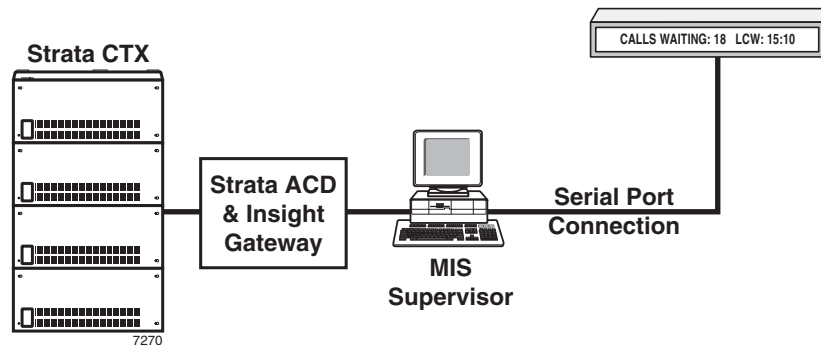 CALLS WAITING: 18 LCW: 15:10
Strata CTX
Strata ACD
& Insight
Gateway
Serial Port
Connection
MIS
Supervisor
7270